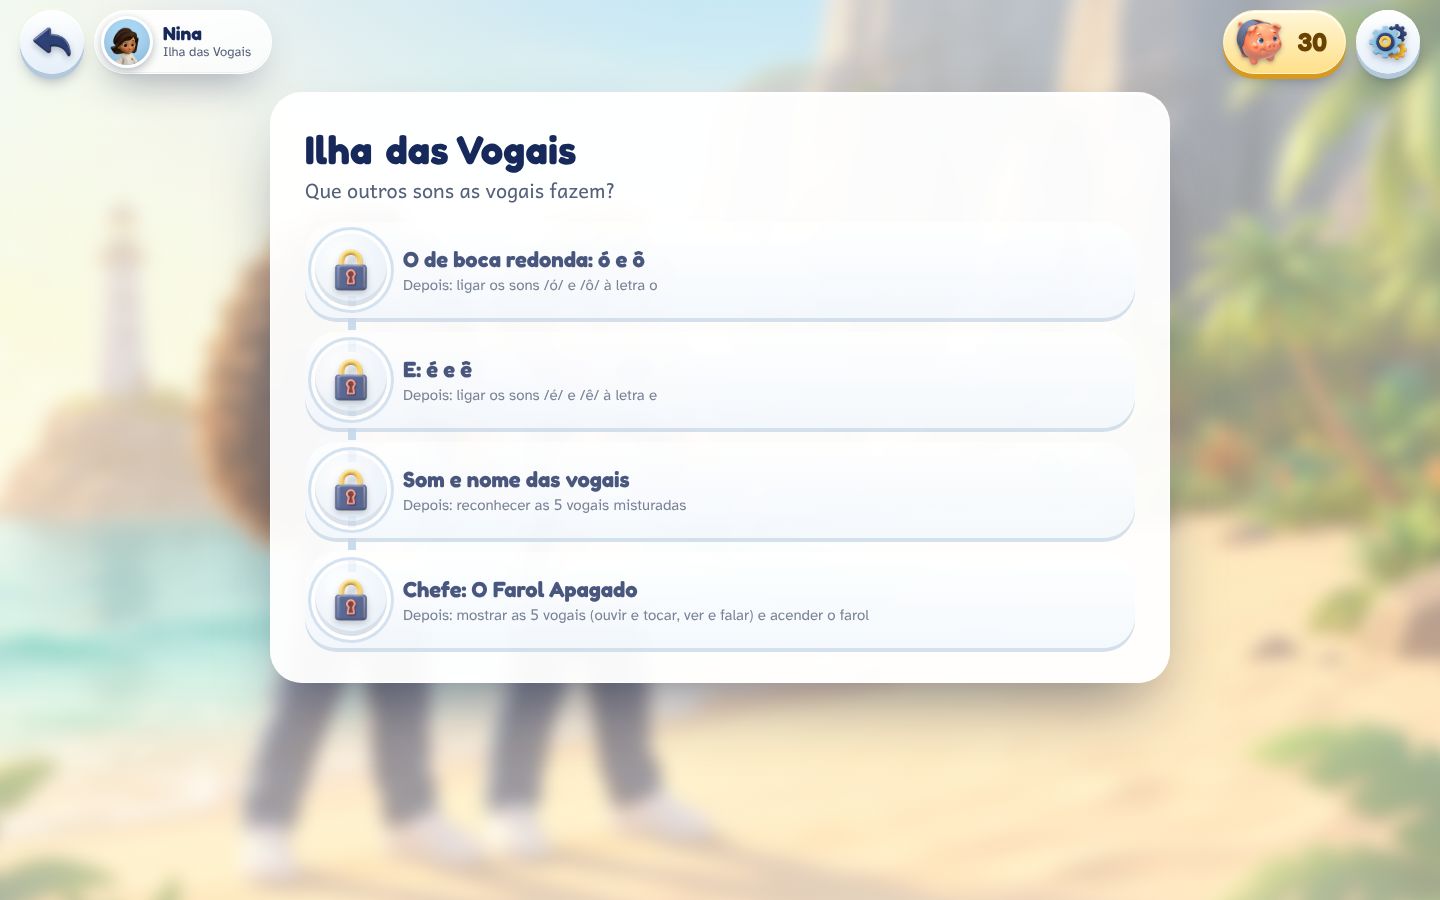 Nina
Ilha das Vogais
30
Ilha das Vogais
Que outros sons as vogais fazem?
O de boca redonda: ó e ô
Depois: ligar os sons /ó/ e /ô/ à letra o
E: é e ê
Depois: ligar os sons /é/ e /ê/ à letra e
Som e nome das vogais
Depois: reconhecer as 5 vogais misturadas
Chefe: O Farol Apagado
Depois: mostrar as 5 vogais (ouvir e tocar, ver e falar) e acender o farol